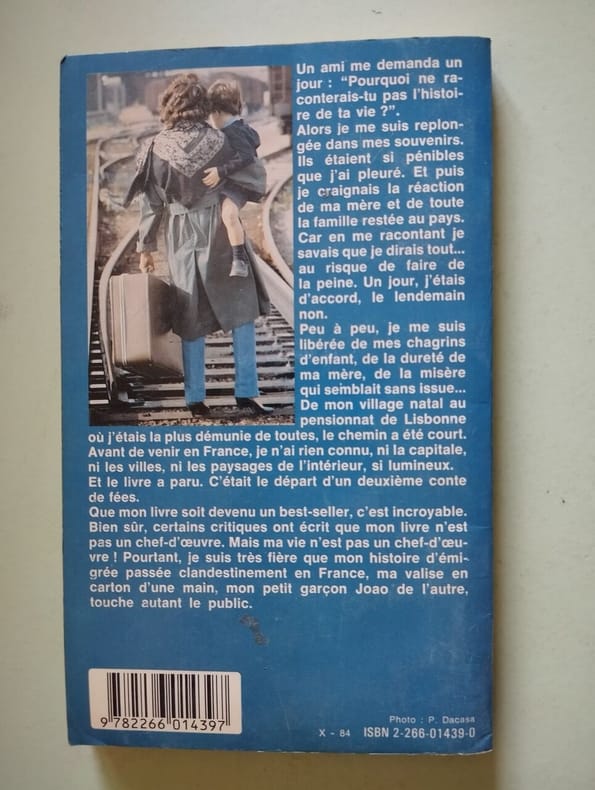 Un ami me demanda un
jour : "Pourquoi ne ra-
conterais-tu pas l'histoi-
re de ta vie ?".
Alors je me suis replon-
gée dans mes souvenirs.
Ils étaient si pénibles
que j'ai pleuré. Et puis
je craignais la réaction
de ma mère et de toute
la famille restée au pays.
Car en me racontant je
savais que je dirais tout...
au risque de faire de
la peine. Un jour, j'étais
d'accord, le lendemain
non.
Peu à peu, je me suis
libérée de mes chagrins
d'enfant, de la dureté de
ma mère, de la misère
qui semblait sans issue...
De mon village natal au
pensionnat de Lisbonne
où j'étais la plus démunie de toutes, le chemin a été court.
Avant de venir en France, je n'ai rien connu, ni la capitale,
ni les villes, ni les paysages de l'intérieur, si lumineux.
Et le livre a paru. C'était le départ d'un deuxième conte
de fées.
Que mon livre soit devenu un best-seller, c'est incroyable.
Bien sûr, certains critiques ont écrit que mon livre n'est
pas un chef-d'œuvre. Mais ma vie n'est pas un chef-d'œu-
vre ! Pourtant, je suis très fière que mon histoire d'émi-
grée passée clandestinement en France, ma valise en
carton d'une main, mon petit garçon Joao de l'autre,
touche autant le public.
9 782266 014397
Photo : P. Dacasa
X - 84 ISBN 2-266-01439-0